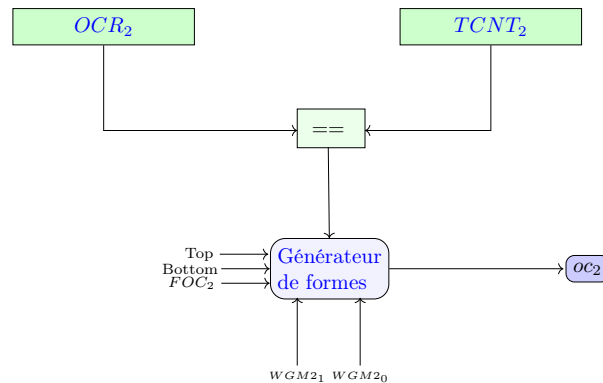 OCR₂
TCNT₂
==
Top
Bottom
FOC₂
Générateur
de formes
oc₂
WGM2₁ WGM2₀